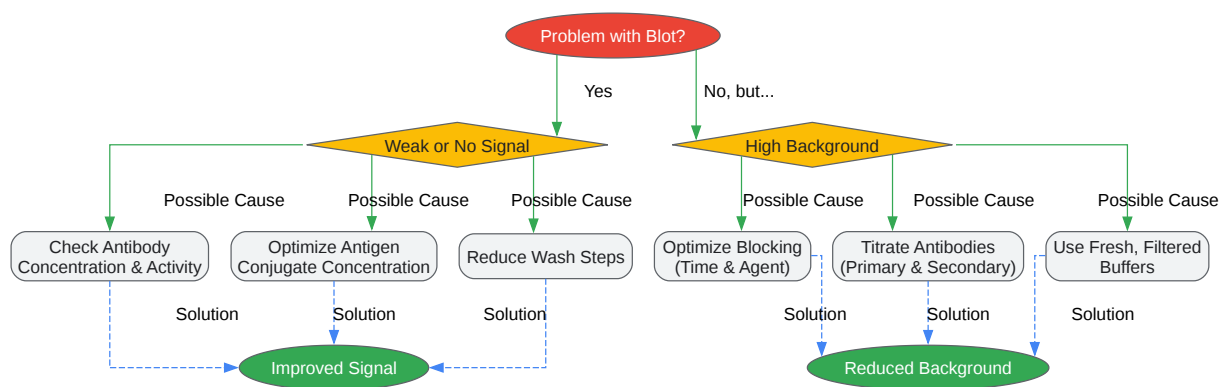 Problem with Blot?
Yes
No, but...
Weak or No Signal
High Background
Possible Cause
Possible Cause
Possible Cause
Possible Cause
Possible Cause
Possible Cause
Check Antibody
Concentration & Activity
Optimize Antigen
Conjugate Concentration
Reduce Wash Steps
Optimize Blocking
(Time & Agent)
Titrate Antibodies
(Primary & Secondary)
Use Fresh, Filtered
Buffers
Solution
Solution
Solution
Solution
Solution
Solution
Improved Signal
Reduced Background